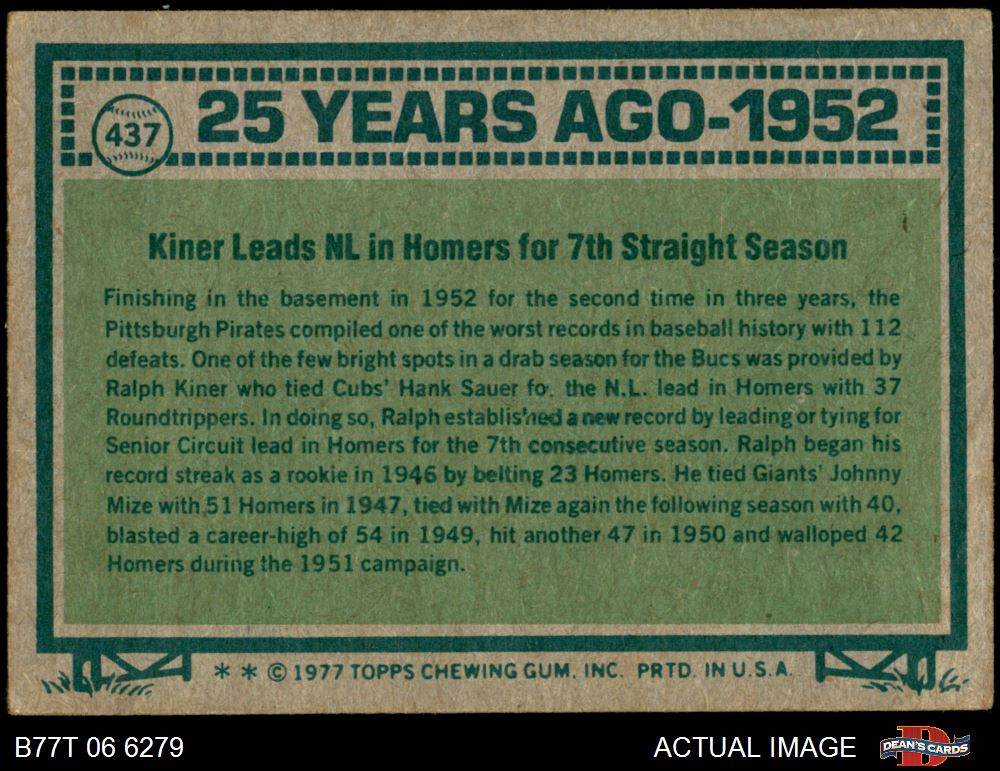 437
25 YEARS AGO-1952
Kiner Leads NL in Homers for 7th Straight Season
Finishing in the basement in 1952 for the second time in three years, the
Pittsburgh Pirates compiled one of the worst records in baseball history with 112
defeats. One of the few bright spots in a drab season for the Bucs was provided by
Ralph Kiner who tied Cubs' Hank Sauer for the N.L. lead in Homers with 37
Roundtrippers. In doing so, Ralph established a new record by leading or tying for
Senior Circuit lead in Homers for the 7th consecutive season. Ralph began his
record streak as a rookie in 1946 by belting 23 Homers. He tied Giants' Johnny
Mize with 51 Homers in 1947, tied with Mize again the following season with 40,
blasted a career-high of 54 in 1949, hit another 47 in 1950 and walloped 42
Homers during the 1951 campaign.
* * © 1977 TOPPS CHEWING GUM, INC. PRTD. IN U.S.A.
B77T 06 6279
ACTUAL IMAGE
DEAN'S CARDS